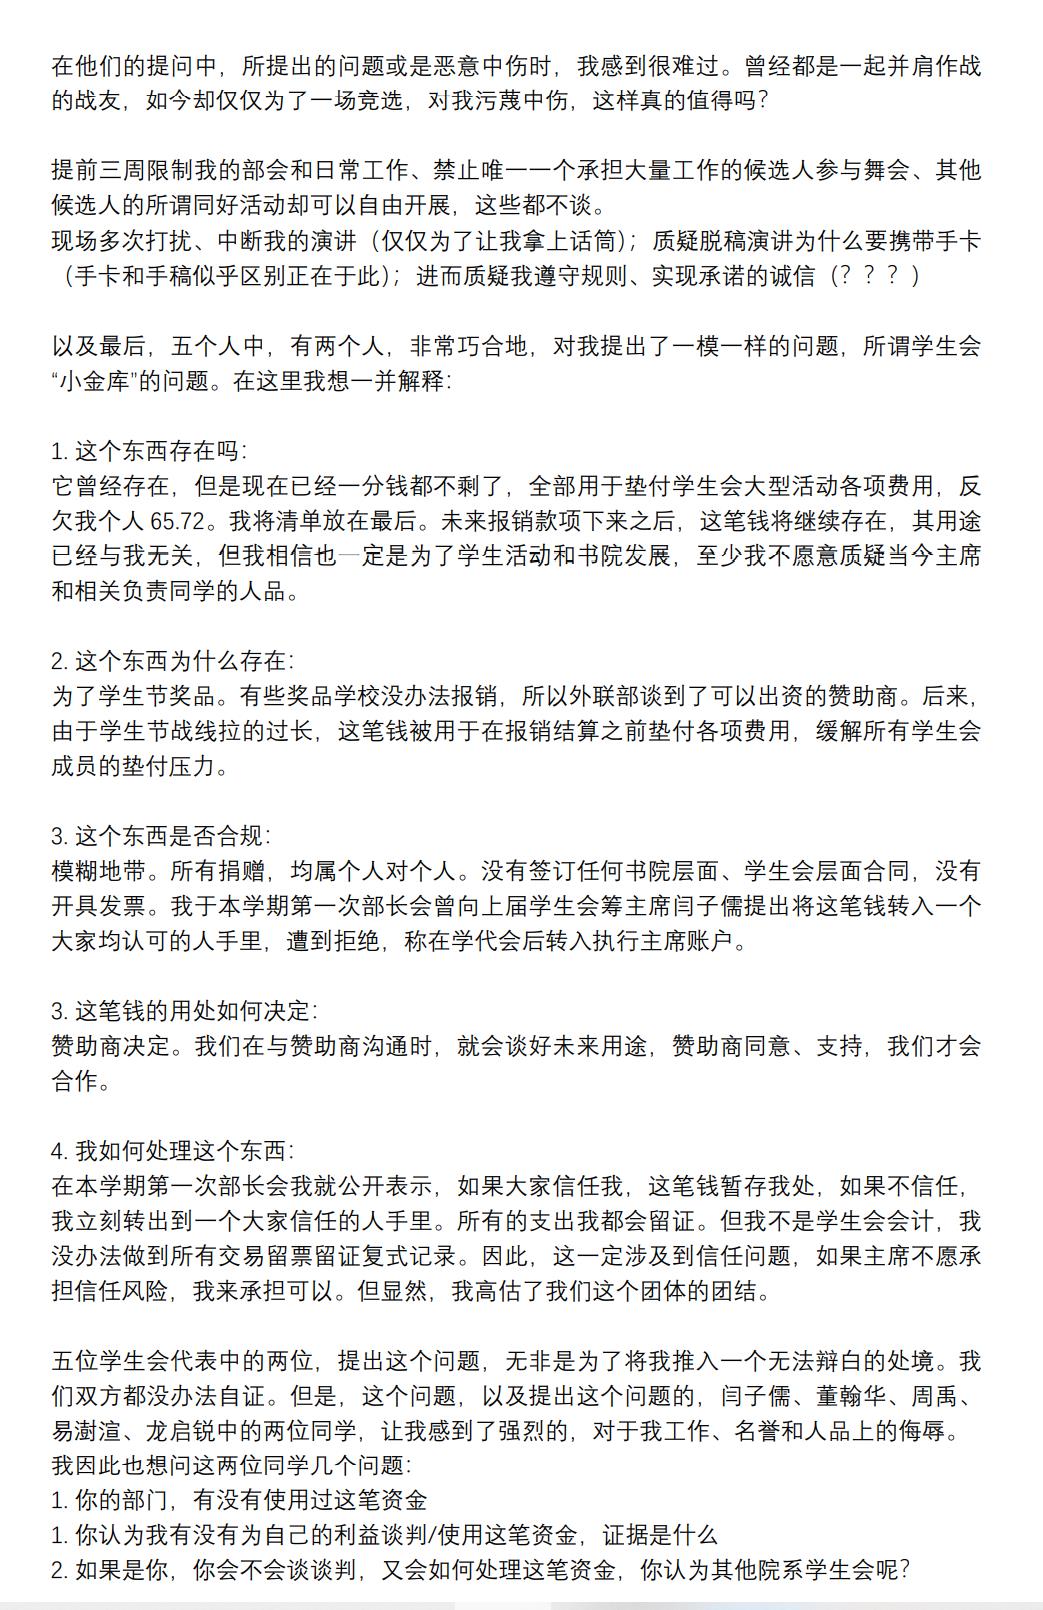 在他们的提问中，所提出的问题或是恶意中伤时，我感到很难过。曾经都是一起并肩作战
的战友，如今却仅仅为了一场竞选，对我污蔑中伤，这样真的值得吗？
提前三周限制我的部会和日常工作、禁止唯一一个承担大量工作的候选人参与舞会、其他
候选人的所谓同好活动却可以自由开展，这些都不谈。
现场多次打扰、中断我的演讲（仅仅为了让我拿上话筒）；质疑脱稿演讲为什么要携带手卡
（手卡和手稿似乎区别正在于此）；进而质疑我遵守规则、实现承诺的诚信（？？？）
以及最后，五个人中，有两个人，非常巧合地，对我提出了一模一样的问题，所谓学生会
“小金库”的问题。在这里我想一并解释：
1. 这个东西存在吗：
它曾经存在，但是现在已经一分钱都不剩了，全部用于垫付学生会大型活动各项费用，反
欠我个人 65.72。我将清单放在最后。未来报销款项下来之后，这笔钱将继续存在，其用途
已经与我无关，但我相信也一定是为了学生活动和书院发展，至少我不愿意质疑当今主席
和相关负责同学的人品。
2. 这个东西为什么存在：
为了学生节奖品。有些奖品学校没办法报销，所以外联部谈到了可以出资的赞助商。后来，
由于学生节战线拉的过长，这笔钱被用于在报销结算之前垫付各项费用，缓解所有学生会
成员的垫付压力。
3. 这个东西是否合规：
模糊地带。所有捐赠，均属个人对个人。没有签订任何书院层面、学生会层面合同，没有
开具发票。我于本学期第一次部长会曾向上届学生会筹主席闫子儒提出将这笔钱转入一个
大家均认可的人手里，遭到拒绝，称在学代会后转入执行主席账户。
3. 这笔钱的用处如何决定：
赞助商决定。我们在与赞助商沟通时，就会谈好未来用途，赞助商同意、支持，我们才会
合作。
4. 我如何处理这个东西：
在本学期第一次部长会我就公开表示，如果大家信任我，这笔钱暂存我处，如果不信任，
我立刻转出到一个大家信任的人手里。所有的支出我都会留证。但我不是学生会会计，我
没办法做到所有交易留票留证复式记录。因此，这一定涉及到信任问题，如果主席不愿承
担信任风险，我来承担可以。但显然，我高估了我们这个团体的团结。
五位学生会代表中的两位，提出这个问题，无非是为了将我推入一个无法辩白的处境。我
们双方都没办法自证。但是，这个问题，以及提出这个问题的，闫子儒、董翰华、周禹、
易澍渲、龙启锐中的两位同学，让我感到了强烈的，对于我工作、名誉和人品上的侮辱。
我因此也想问这两位同学几个问题：
1. 你的部门，有没有使用过这笔资金
1. 你认为我有没有为自己的利益谈判/使用这笔资金，证据是什么
2. 如果是你，你会不会谈谈判，又会如何处理这笔资金，你认为其他院系学生会呢？